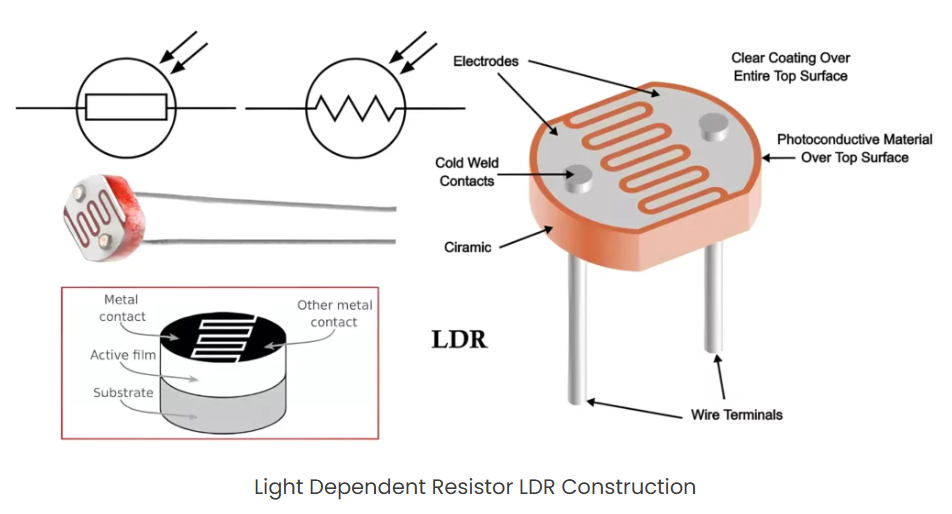 Electrodes
Clear Coating Over
Entire Top Surface
Photoconductive Material
Over Top Surface
Cold Weld
Contacts
Ciramic
Metal
contact
Other metal
contact
Active film
Substrate
LDR
Wire Terminals
Light Dependent Resistor LDR Construction